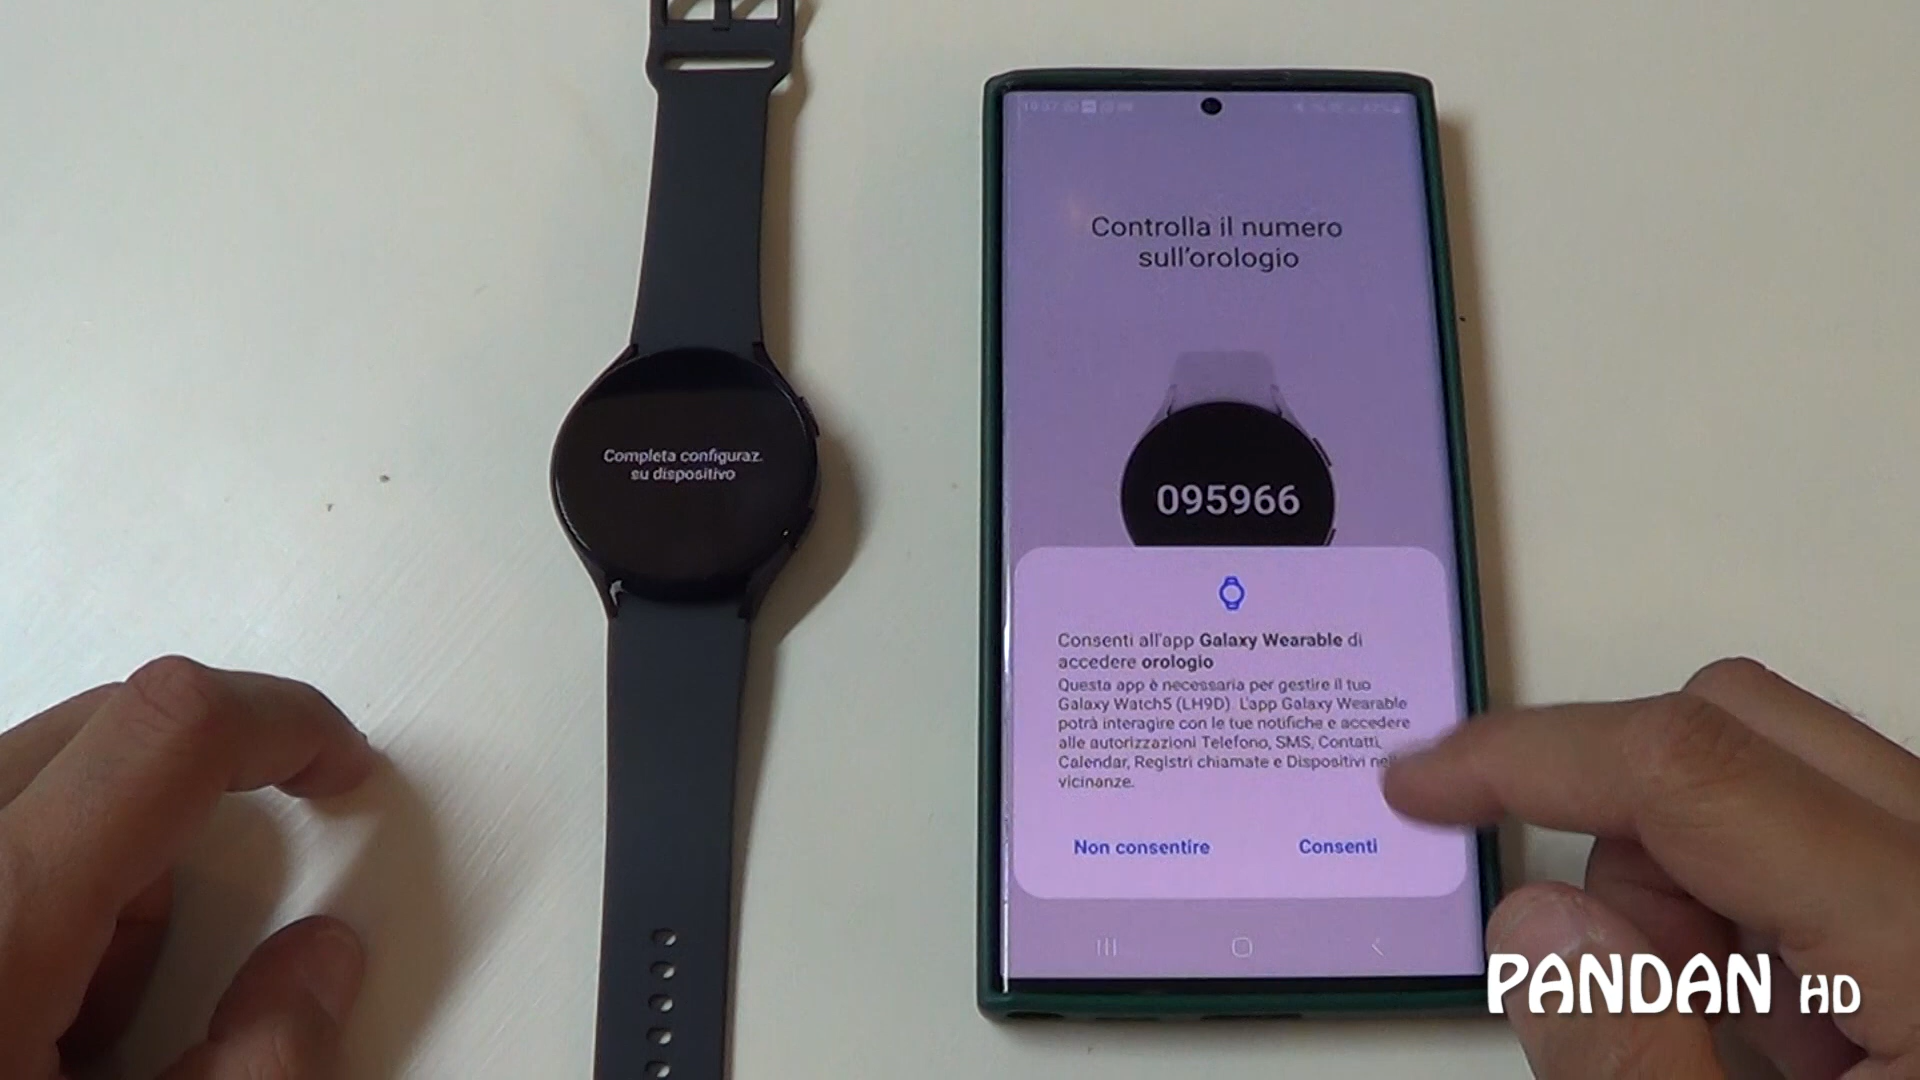 Completa configuraz.
su dispositivo
Controlla il numero
sull'orologio
095966
Consenti all'app Galaxy Wearable di
accedere orologio
Questa app è necessaria per gestire il tuo
Galaxy Watch5 (LH9D). L'app Galaxy Wearable
potrà interagire con le tue notifiche e accedere
alle autorizzazioni Telefono, SMS, Contatti,
Calendar, Registri chiamate e Dispositivi
vicinanze.
Non consentire
Consenti
PANDAN HD